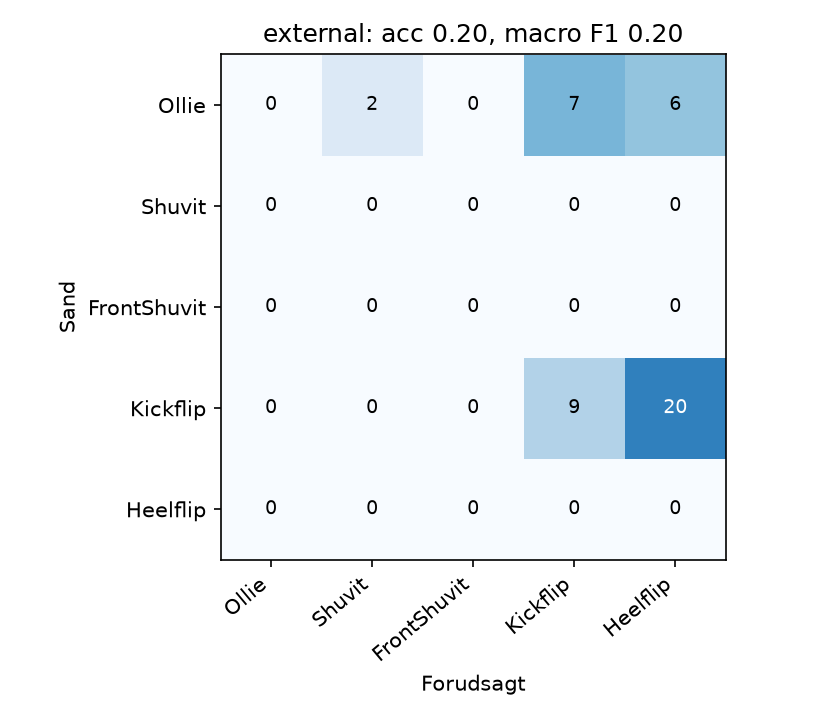 external: acc 0.20, macro F1 0.20
Ollie 0 2 0 7 6
Shuvit 0 0 0 0 0
FrontShuvit 0 0 0 0 0
Kickflip 0 0 0 9 20
Heelflip 0 0 0 0 0
Sand
Ollie Shuvit FrontShuvit Kickflip Heelflip
Forudsagt